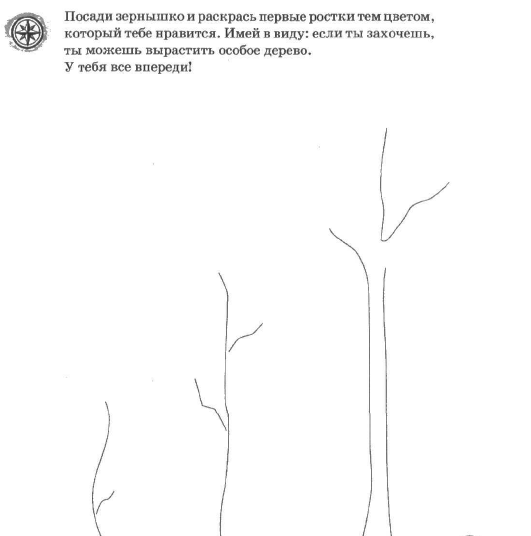 Посади зернышко и раскрась первые ростки тем цветом,
который тебе нравится. Имей в виду: если ты захочешь,
ты можешь вырастить особое дерево.
У тебя все впереди!